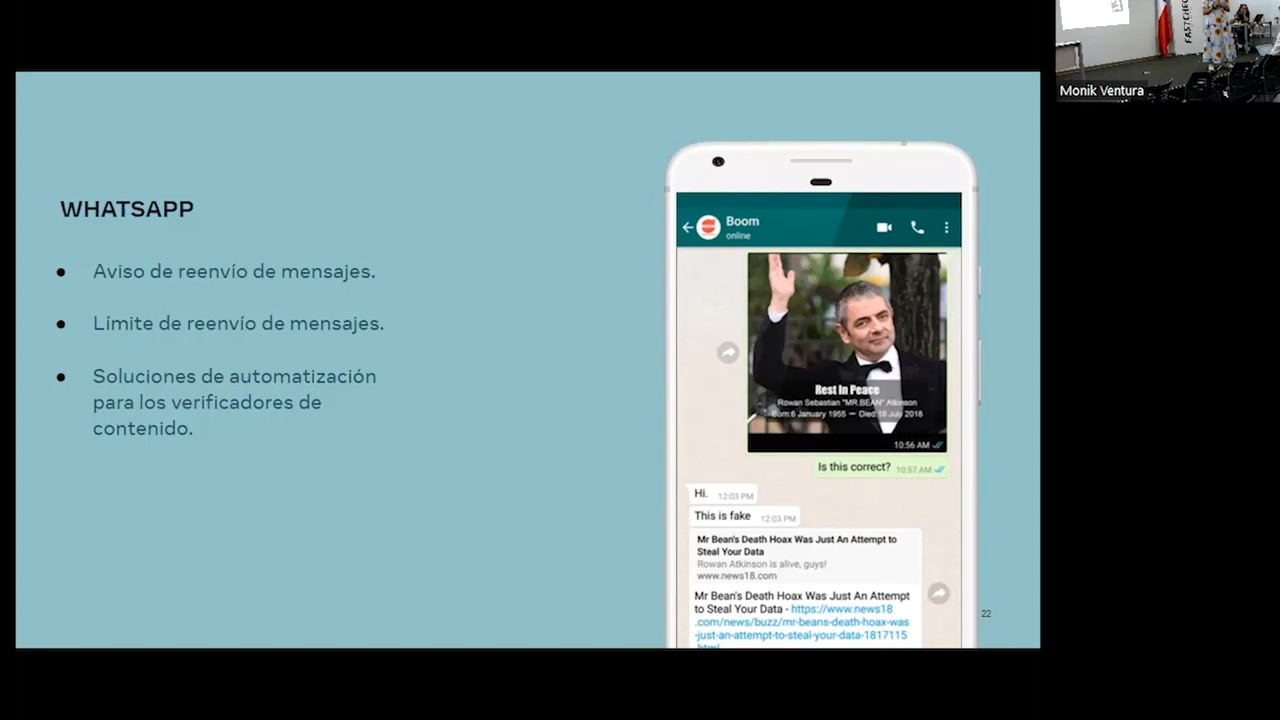 WHATSAPP
Aviso de reenvío de mensajes.
Límite de reenvío de mensajes.
Soluciones de automatización
para los verificadores de
contenido.
Boom
online
Rest In Peace
Rowan Sebastian "MR.BEAN" Atkinson
Born:6 January 1955 — Died:18 July 2018
10:56 AM
Is this correct? 10:57 AM
Hi. 12:03 PM
This is fake 12:03 PM
Mr Bean's Death Hoax Was Just An Attempt to
Steal Your Data
Rowan Atkinson is alive, guys!
www.news18.com
Mr Bean's Death Hoax Was Just An Attempt
to Steal Your Data - https://www.news18
.com/news/buzz/mr-beans-death-hoax-was
-just-an-attempt-to-steal-your-data-1817115
.html
22
FASTCHEC
Monik Ventura